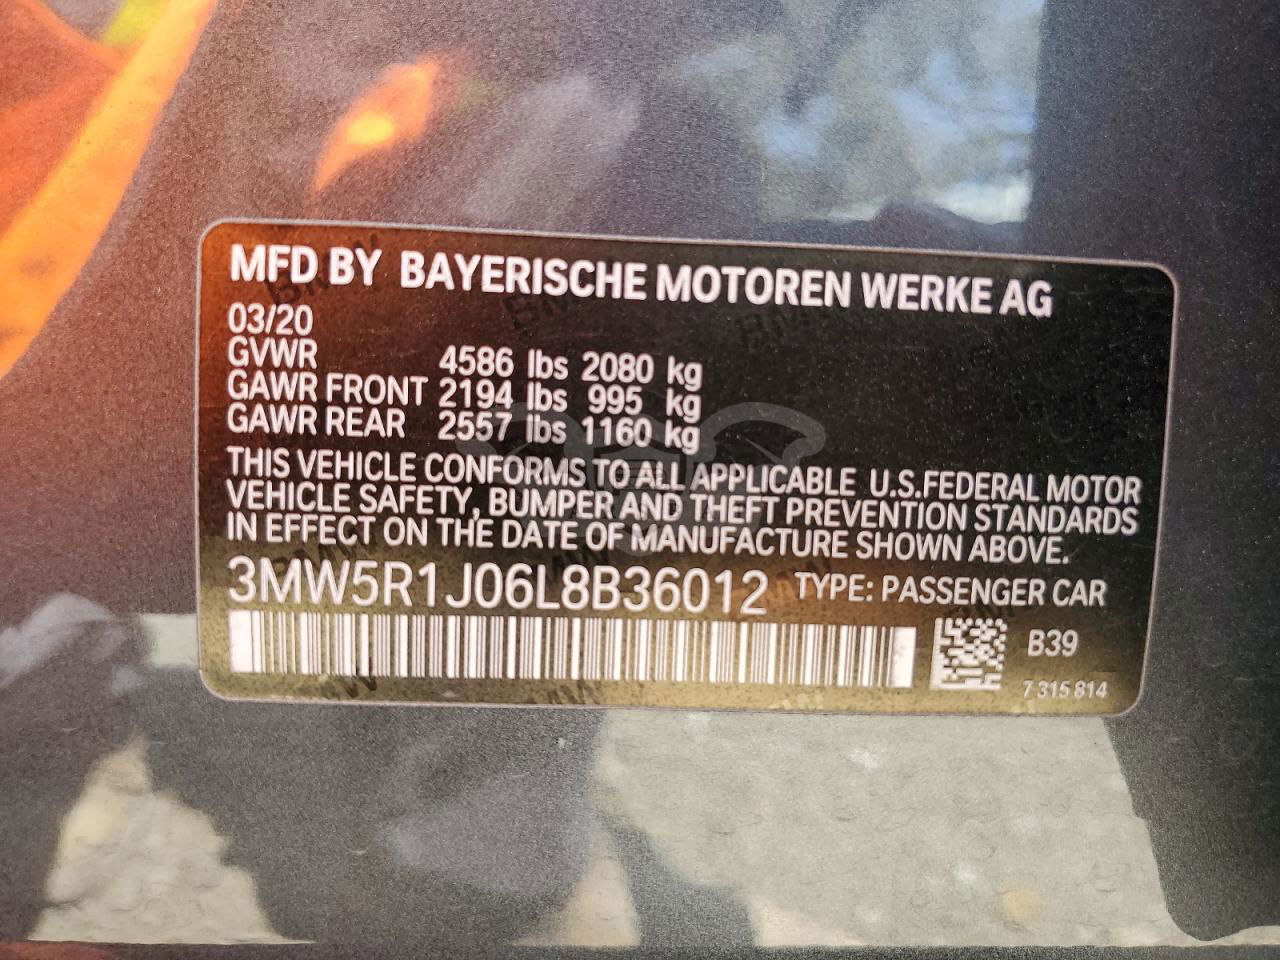 MFD BY BAYERISCHE MOTOREN WERKE AG
03/20
GVWR 4586 lbs 2080 kg
GAWR FRONT 2194 lbs 995 kg
GAWR REAR 2557 lbs 1160 kg
THIS VEHICLE CONFORMS TO ALL APPLICABLE U.S.FEDERAL MOTOR
VEHICLE SAFETY, BUMPER AND THEFT PREVENTION STANDARDS
IN EFFECT ON THE DATE OF MANUFACTURE SHOWN ABOVE.
3MW5R1J06L8B36012 TYPE: PASSENGER CAR
B39
7 315 814